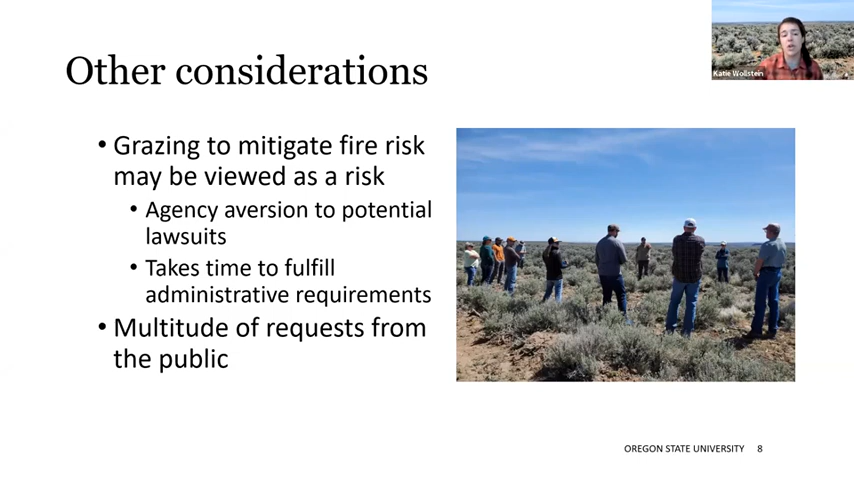 Other considerations
Katie Wollstein
• Grazing to mitigate fire risk
may be viewed as a risk
• Agency aversion to potential
lawsuits
• Takes time to fulfill
administrative requirements
• Multitude of requests from
the public
OREGON STATE UNIVERSITY 8